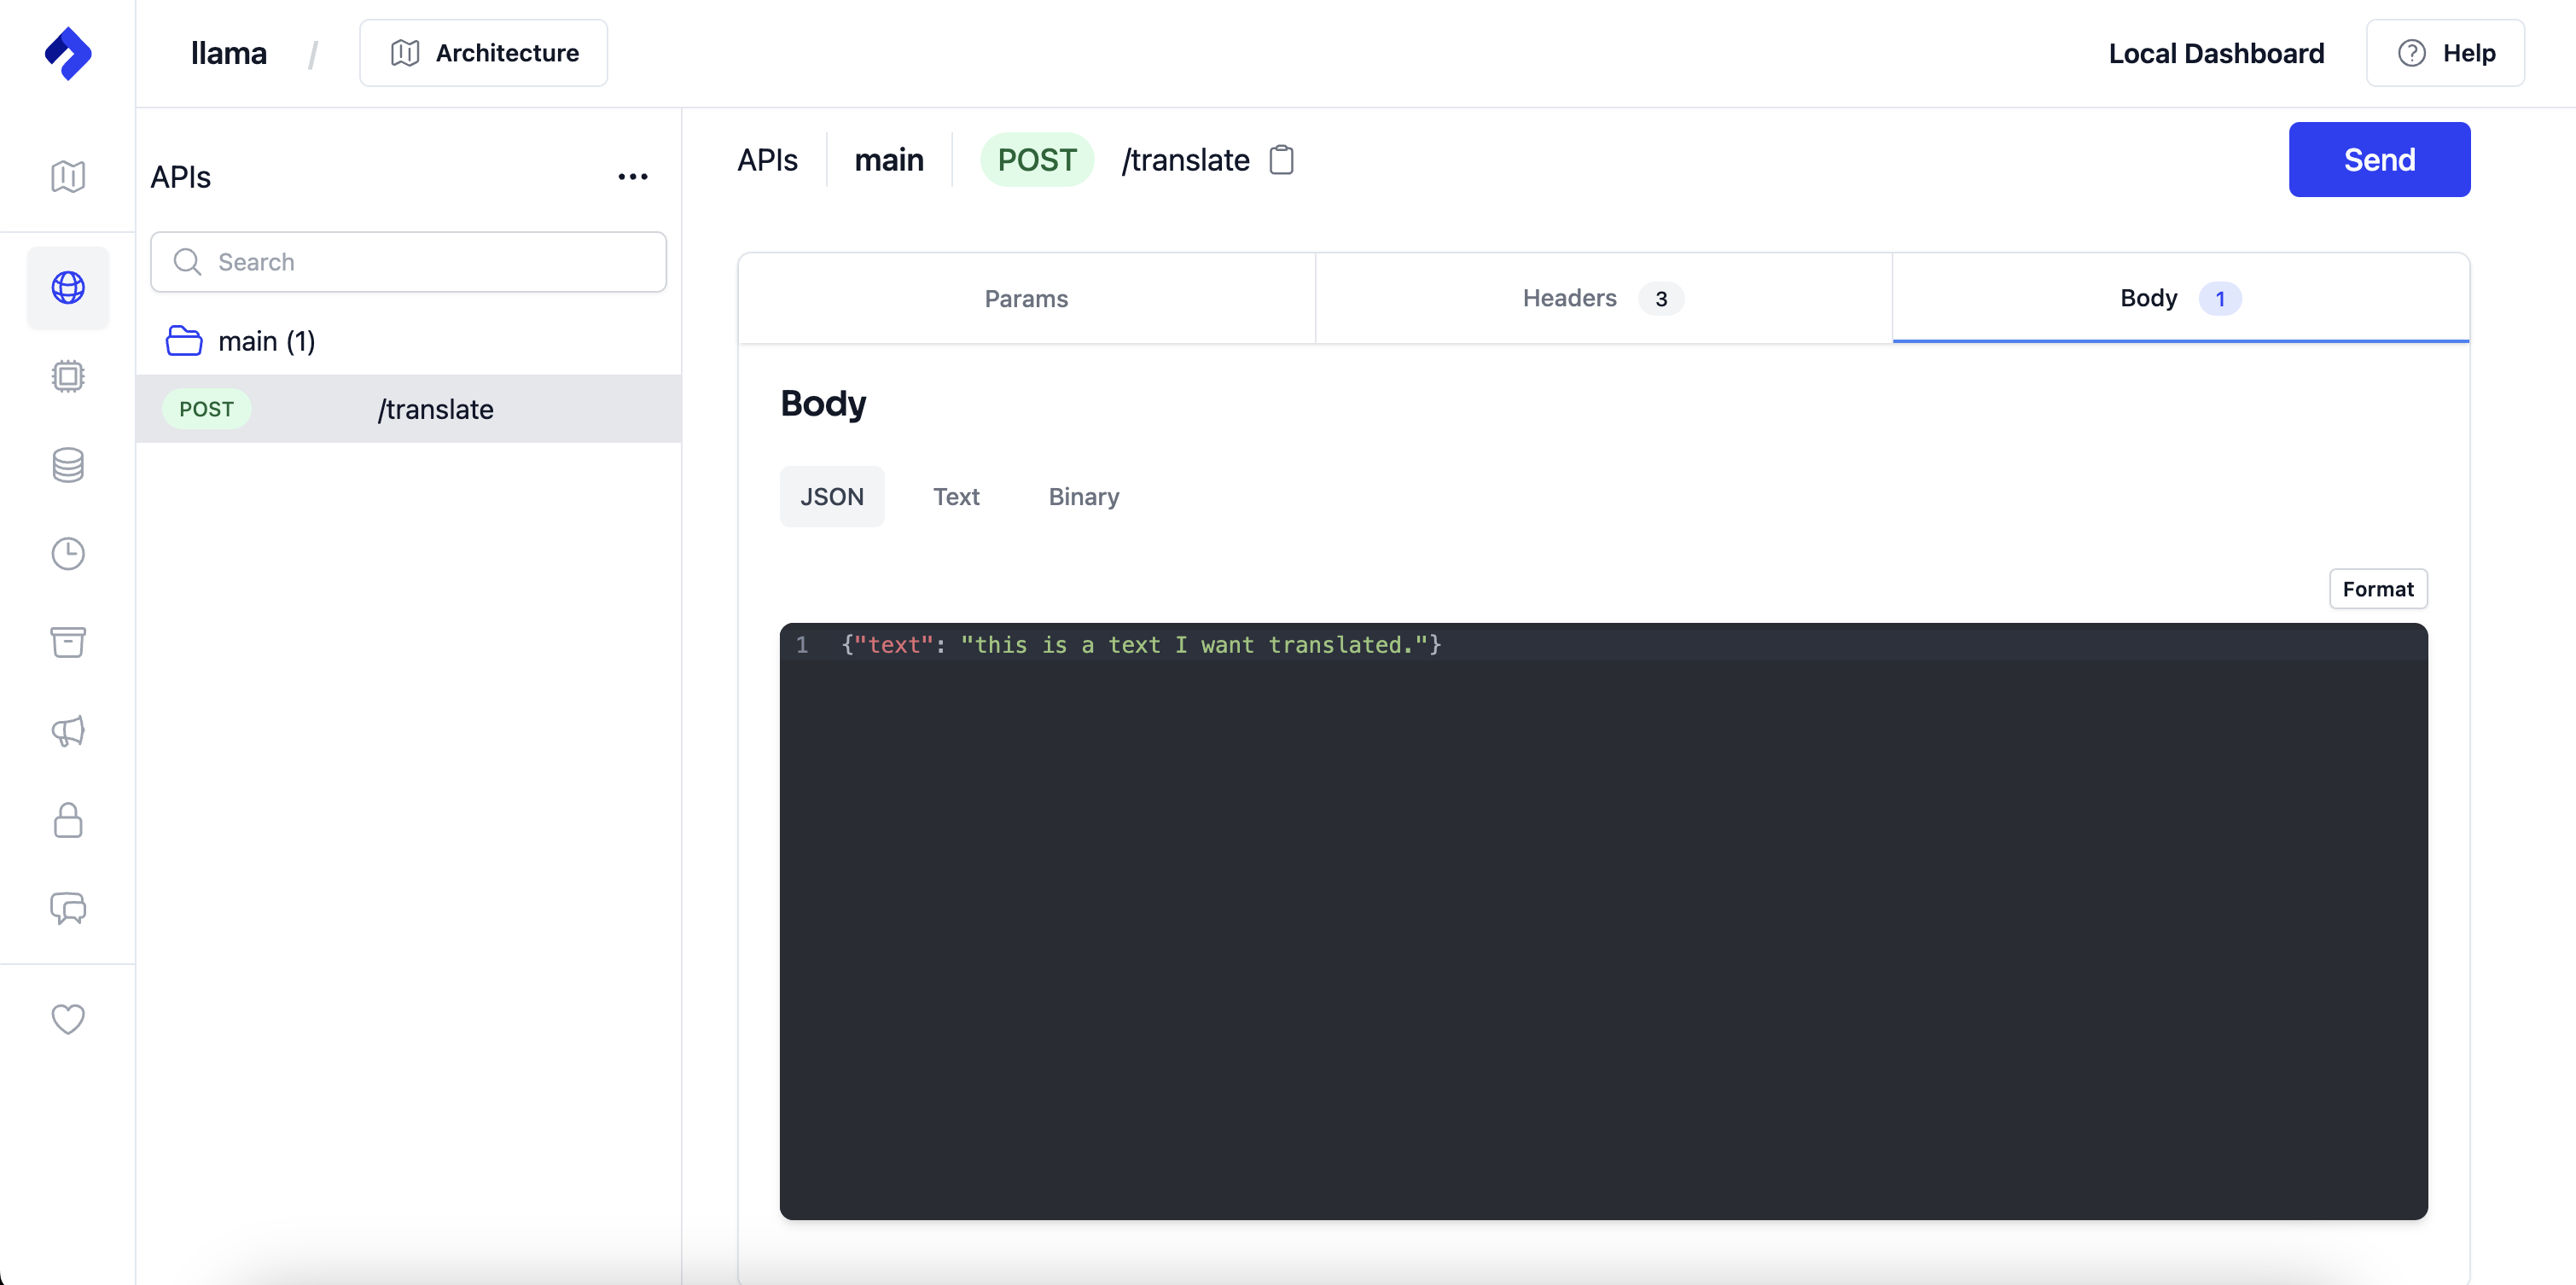 llama / Architecture
Local Dashboard
Help
APIs
...
Search
main (1)
POST /translate
APIs main POST /translate
Send
Params
Headers 3
Body 1
Body
JSON Text Binary
Format
1 {"text": "this is a text I want translated."}